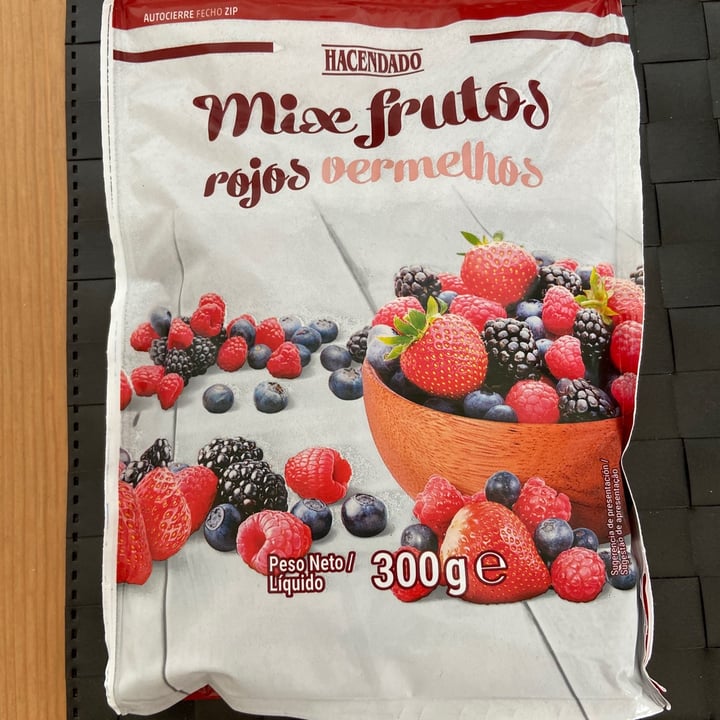 AUTOCIERRE FECHO ZIP
HACENDADO
Mix frutos
rojos vermelhos
Peso Neto/
Líquido
300g e
Sugerencia de presentación/
Sugestão de apresentação